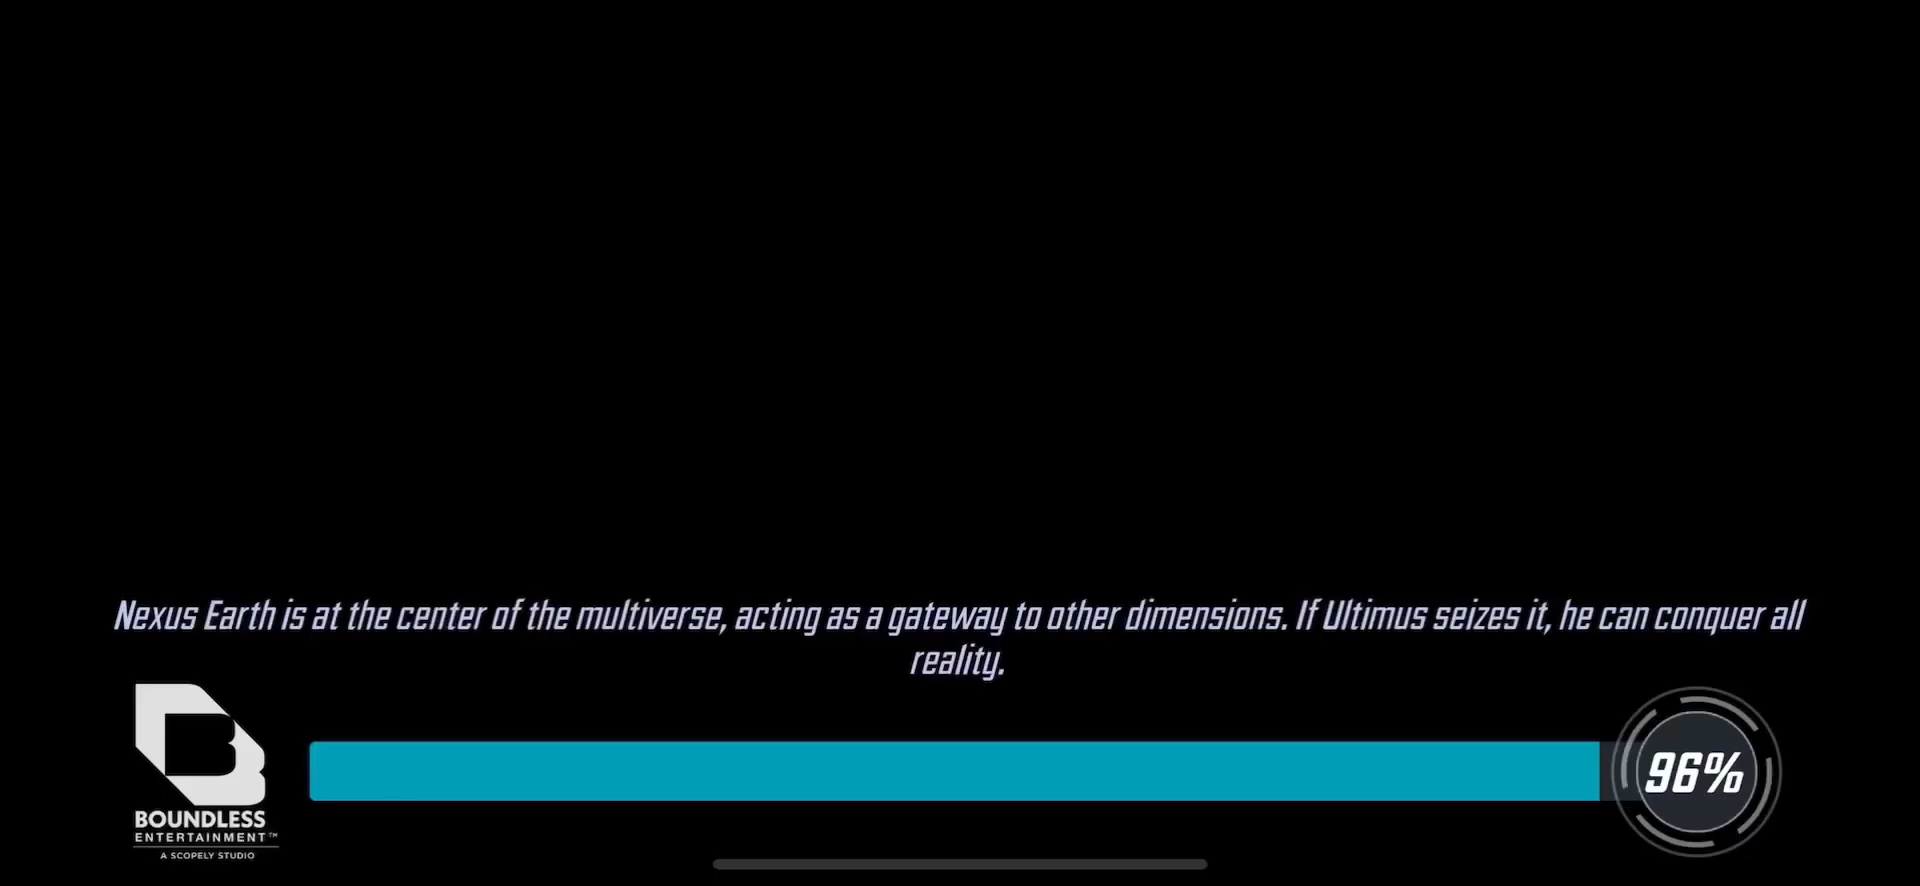 Nexus Earth is at the center of the multiverse, acting as a gateway to other dimensions. If Ultimus seizes it, he can conquer all
reality.
96%
BOUNDLESS
ENTERTAINMENT™
A SCOPELY STUDIO